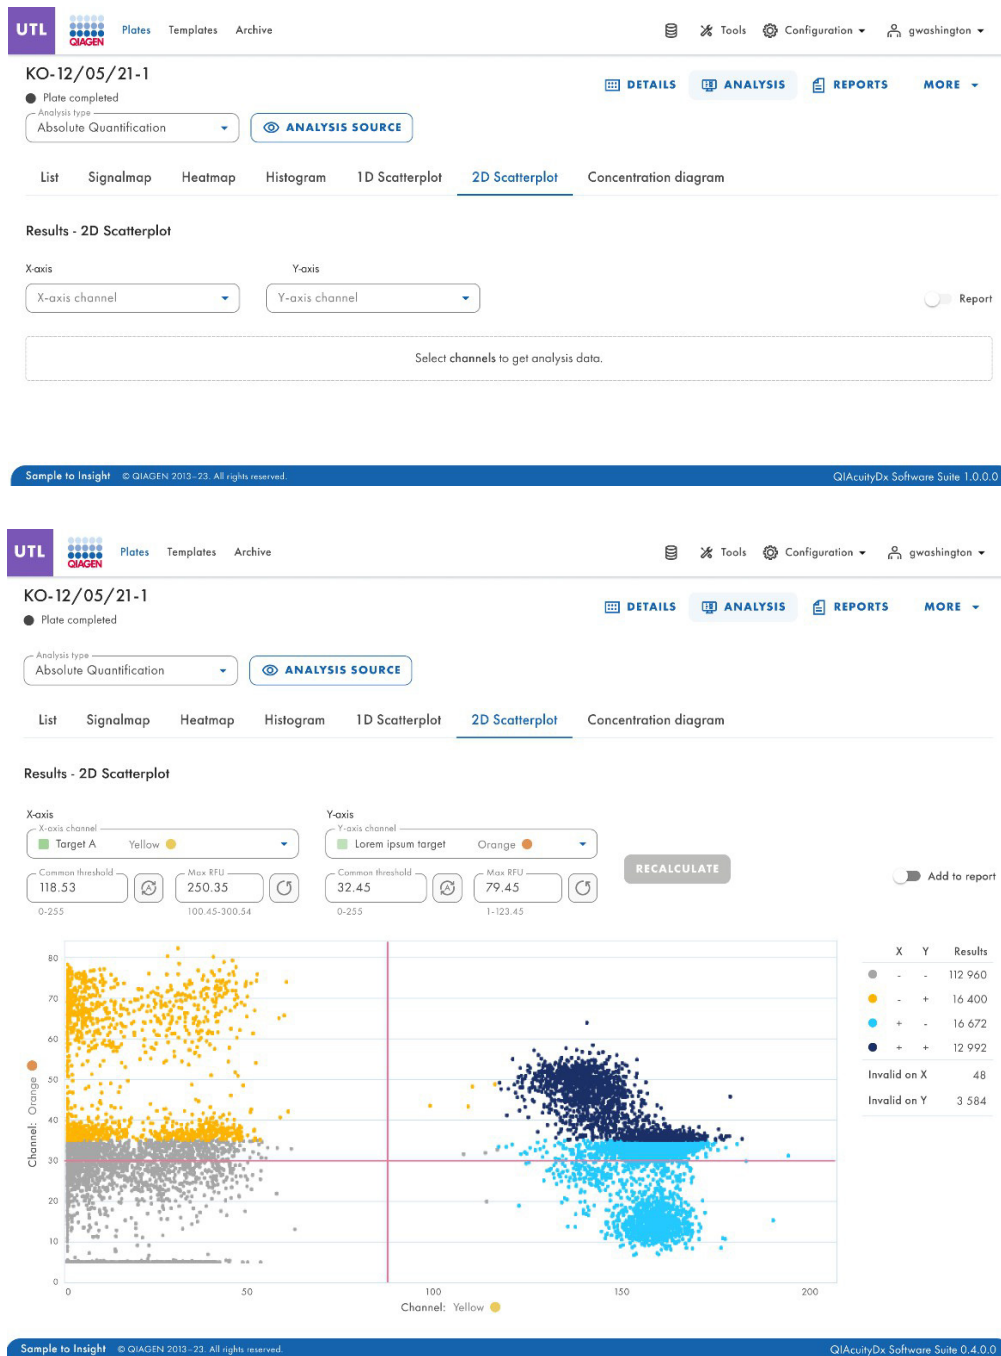 UTL QIAGEN Plates Templates Archive Tools Configuration gwashington
KO-12/05/21-1
DETAILS ANALYSIS REPORTS MORE
Plate completed
Analysis type
Absolute Quantification ANALYSIS SOURCE
List Signalmap Heatmap Histogram 1D Scatterplot 2D Scatterplot Concentration diagram
Results - 2D Scatterplot
X-axis Y-axis
X-axis channel Y-axis channel Report
Select channels to get analysis data.
Sample to Insight © QIAGEN 2013–23. All rights reserved. QIAcuityDx Software Suite 1.0.0.0
UTL QIAGEN Plates Templates Archive Tools Configuration gwashington
KO-12/05/21-1
DETAILS ANALYSIS REPORTS MORE
Plate completed
Analysis type
Absolute Quantification ANALYSIS SOURCE
List Signalmap Heatmap Histogram 1D Scatterplot 2D Scatterplot Concentration diagram
Results - 2D Scatterplot
X-axis Y-axis
X-axis channel Y-axis channel
Target A Yellow Lorem ipsum target Orange
RECALCULATE
Common threshold Max RFU Common threshold Max RFU
118.53 A 250.35 32.45 A 79.45 Add to report
0-255 100.45-300.54 0-255 1-123.45
X Y Results
- - 112 960
- + 16 400
+ - 16 672
+ + 12 992
Invalid on X 48
Invalid on Y 3 584
80
70
60
50
40
30
20
10
0
Channel: Orange
0 50 100 150 200
Channel: Yellow
Sample to Insight © QIAGEN 2013–23. All rights reserved. QIAcuityDx Software Suite 0.4.0.0